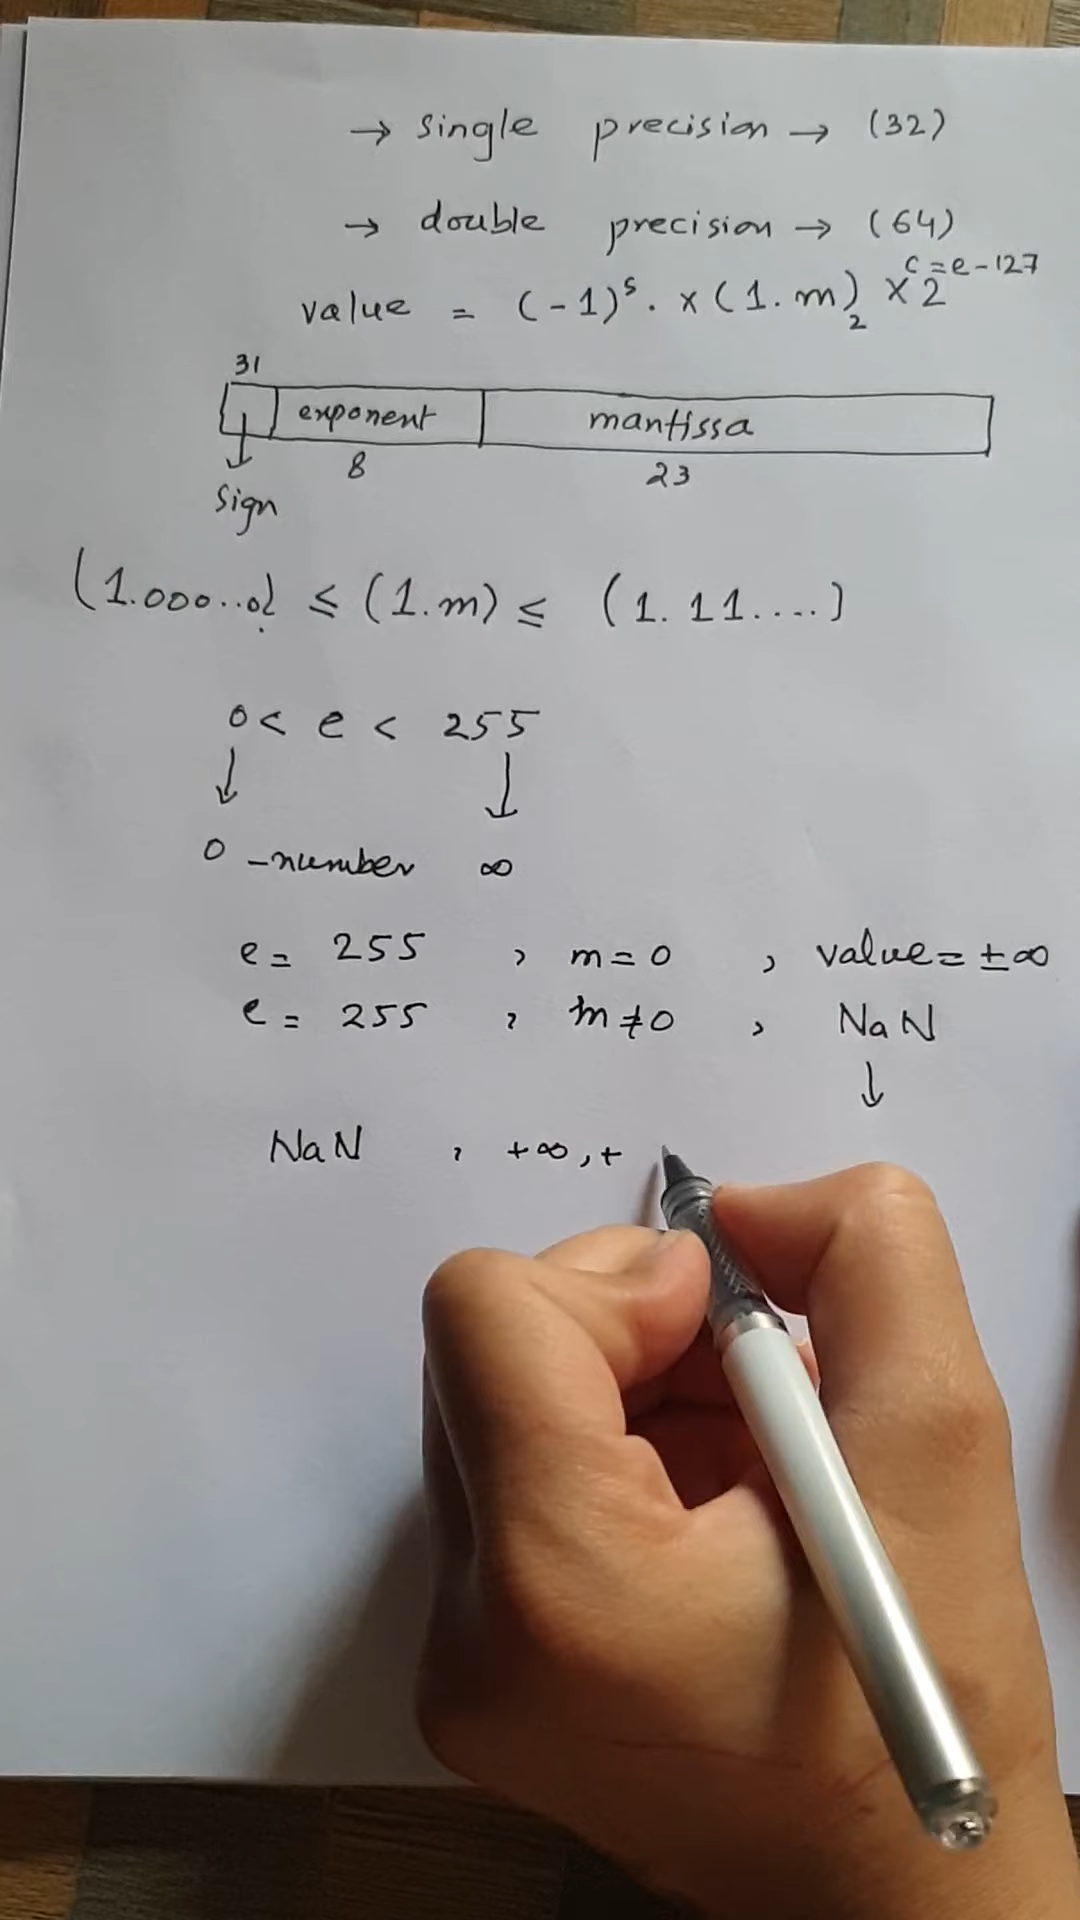 → single precision → (32)
→ double precision → (64)
value = (-1)^s . × (1.m)₂ × 2^c=e-127
31
exponent mantissa
8 23
sign
(1.000..0) ≤ (1.m) ≤ (1.11....)
0 < e < 255
↓ ↓
0 -number ∞
e = 255 , m = 0 , value = ±∞
e = 255 , m ≠ 0 , NaN
↓
NaN , +∞, +